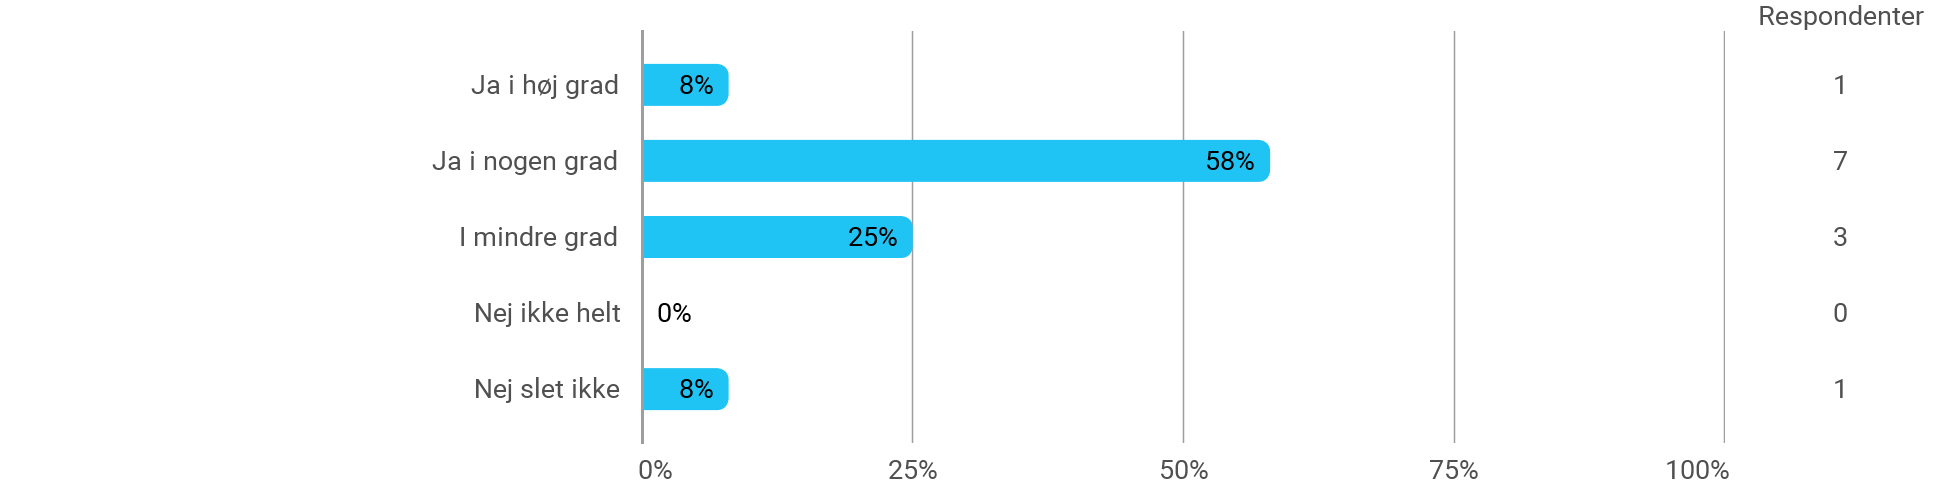 Respondenter
Ja i høj grad 8% 1
Ja i nogen grad 58% 7
I mindre grad 25% 3
Nej ikke helt 0% 0
Nej slet ikke 8% 1
0% 25% 50% 75% 100%